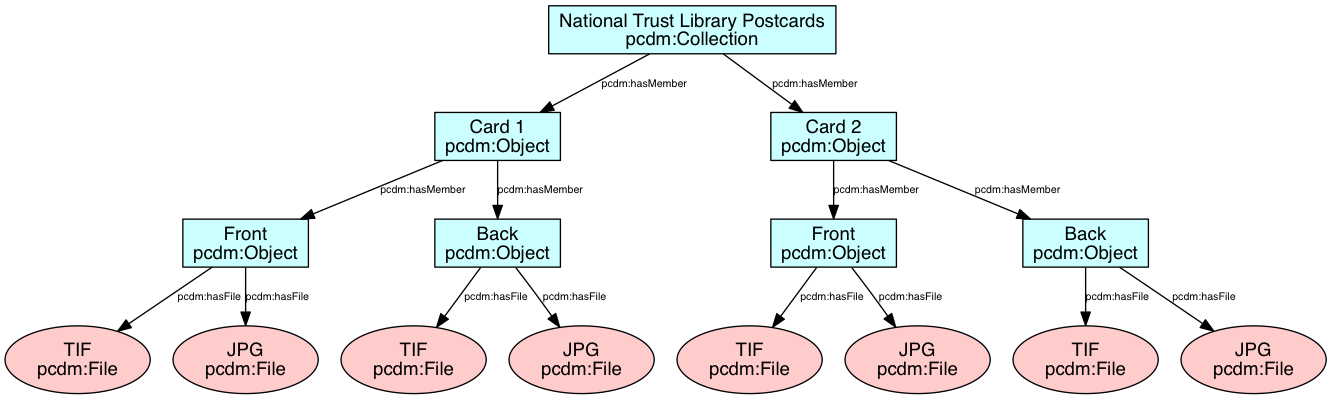 National Trust Library Postcards
pcdm:Collection
pcdm:hasMember
pcdm:hasMember
Card 1
pcdm:Object
Card 2
pcdm:Object
pcdm:hasMember
pcdm:hasMember
pcdm:hasMember
pcdm:hasMember
Front
pcdm:Object
Back
pcdm:Object
Front
pcdm:Object
Back
pcdm:Object
pcdm:hasFile
pcdm:hasFile
pcdm:hasFile
pcdm:hasFile
pcdm:hasFile
pcdm:hasFile
pcdm:hasFile
pcdm:hasFile
TIF
pcdm:File
JPG
pcdm:File
TIF
pcdm:File
JPG
pcdm:File
TIF
pcdm:File
JPG
pcdm:File
TIF
pcdm:File
JPG
pcdm:File